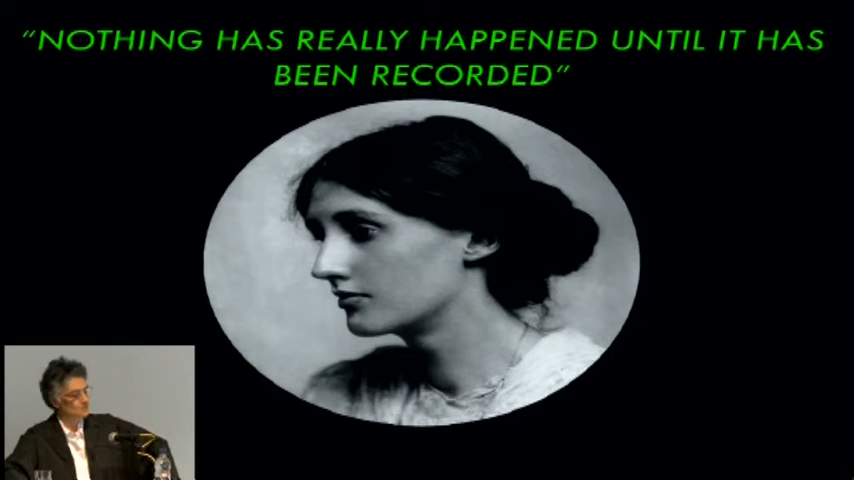 “NOTHING HAS REALLY HAPPENED UNTIL IT HAS
BEEN RECORDED”